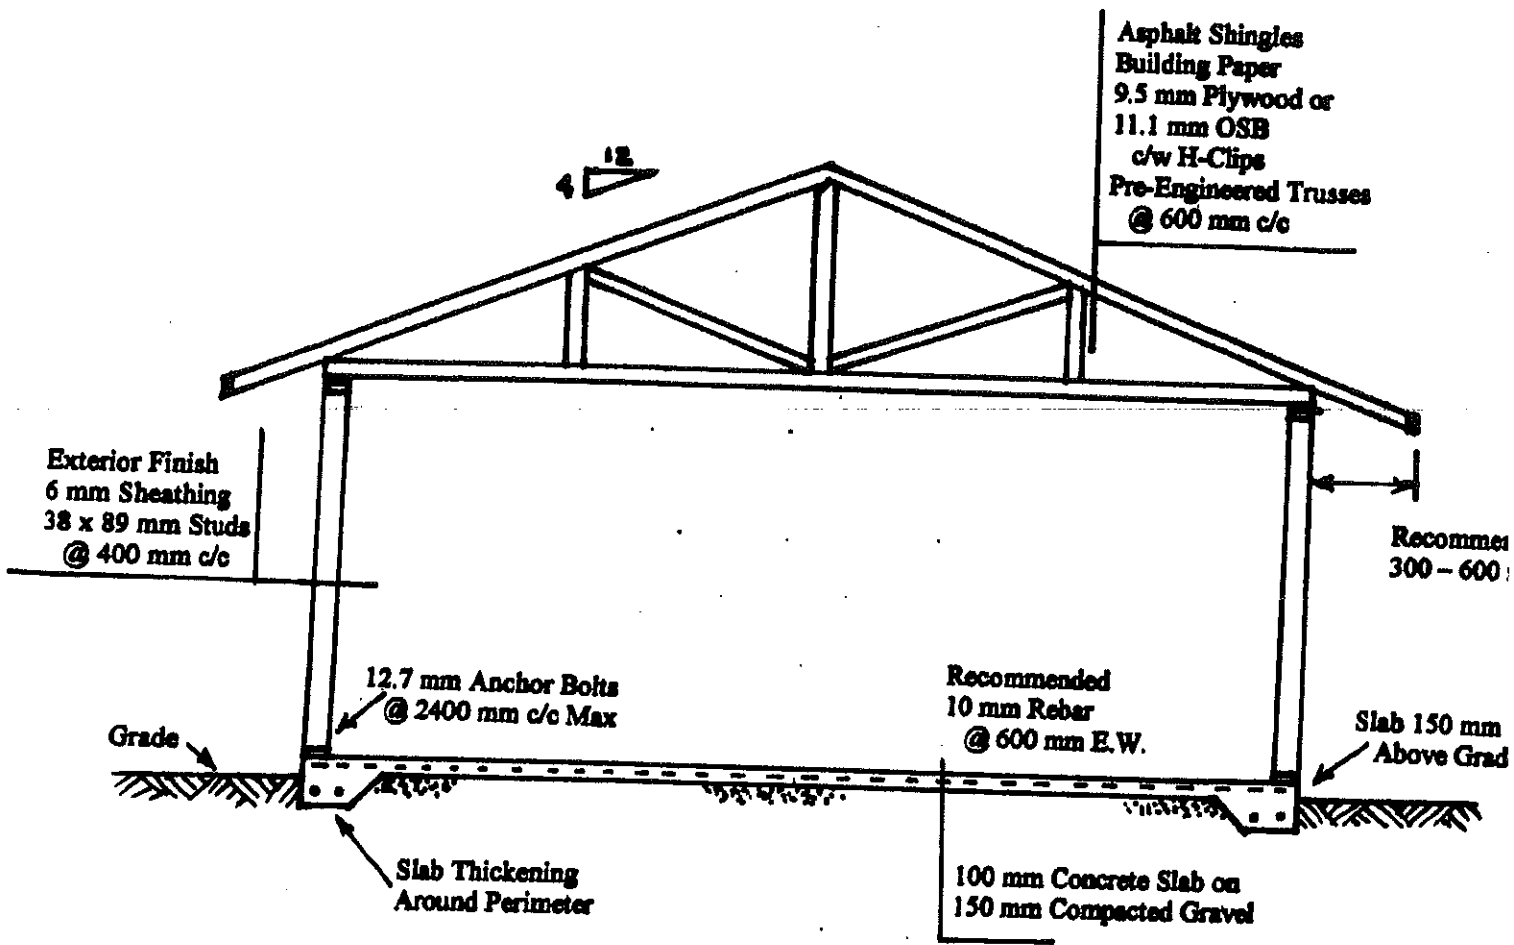 Asphalt Shingles
Building Paper
9.5 mm Plywood or
11.1 mm OSB
c/w H-Clips
Pre-Engineered Trusses
@ 600 mm c/c
12
4
Exterior Finish
6 mm Sheathing
38 x 89 mm Studs
@ 400 mm c/c
300 – 600
12.7 mm Anchor Bolts
@ 2400 mm c/c Max
Recommended
10 mm Rebar
@ 600 mm E.W.
Grade
Slab 150 mm
Above
Slab Thickening
Around Perimeter
100 mm Concrete Slab on
150 mm Compacted Gravel